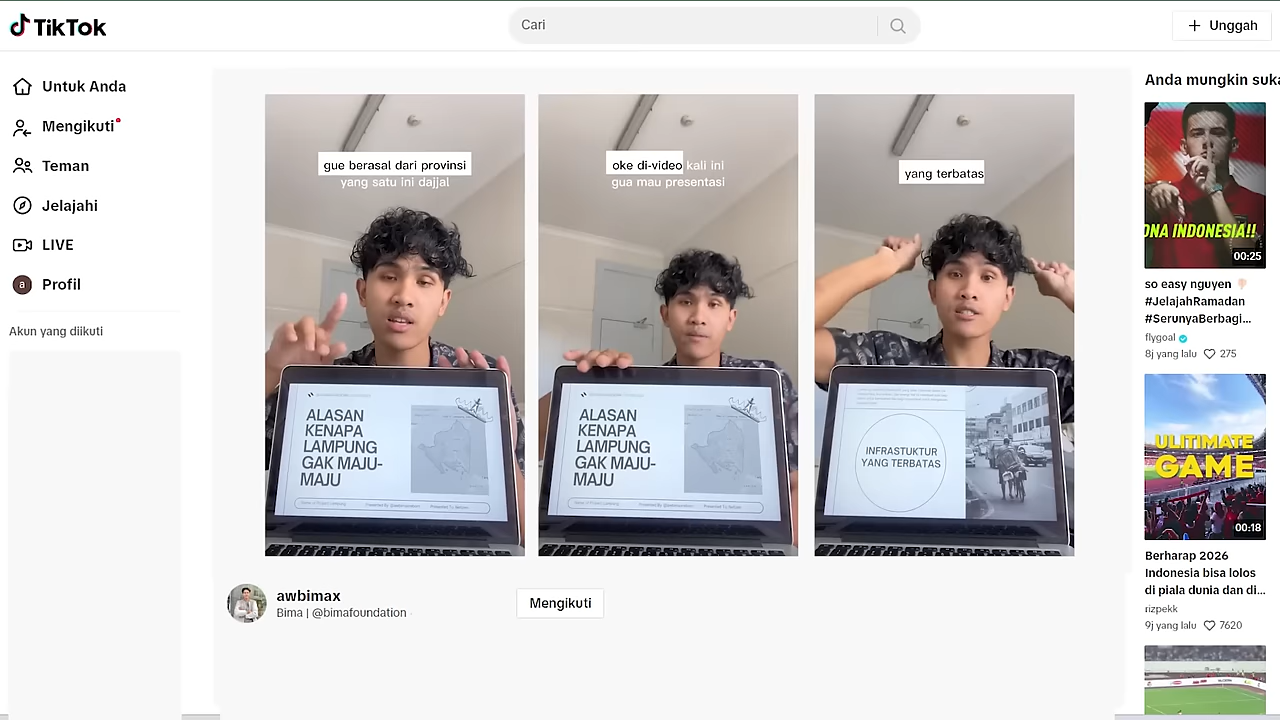 TikTok
Cari
Unggah
Untuk Anda
Mengikuti
Teman
Jelajahi
LIVE
a
Profil
Akun yang diikuti
gue berasal dari provinsi
yang satu ini dajjal
ALASAN
KENAPA
LAMPUNG
GAK MAJU-
MAJU
oke di-video kali ini
gua mau presentasi
ALASAN
KENAPA
LAMPUNG
GAK MAJU-
MAJU
yang terbatas
INFRASTUKTUR
YANG TERBATAS
awbimax
Bima | @bimafoundation
Mengikuti
Anda mungkin suka
ONA INDONESIA!!
00:25
so easy nguyen
#JelajahRamadan
#SerunyaBerbagi...
flygoal
8j yang lalu
275
ULITIMATE
GAME
00:18
Berharap 2026
Indonesia bisa lolos
di piala dunia dan di...
rizpekk
9j yang lalu
7620